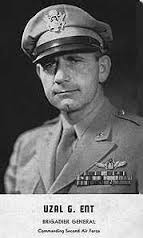 UZAL G. ENT
BRIGADIER GENERAL
Commanding Second Air Force